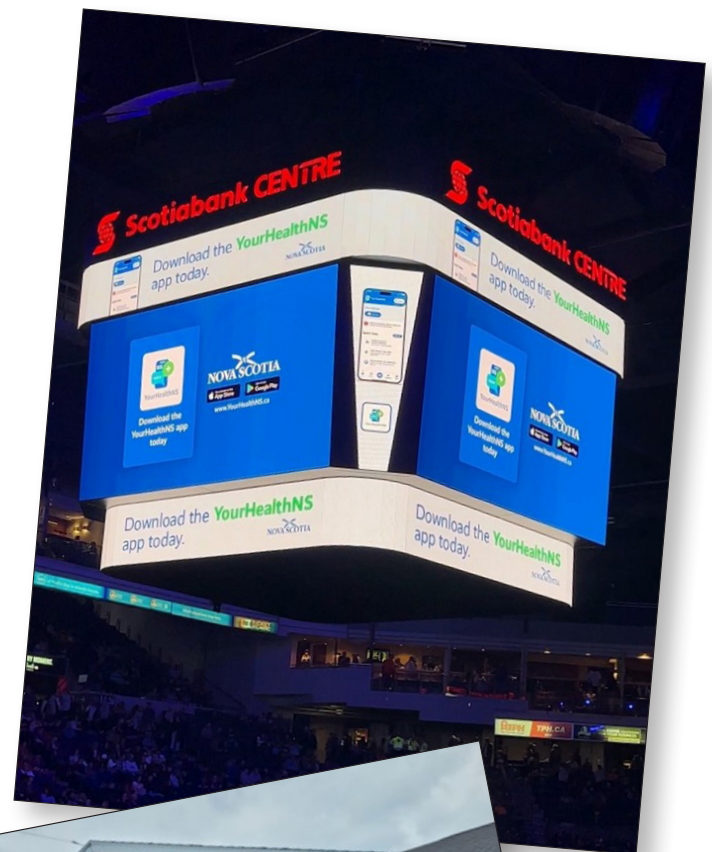 Scotiabank CENTRE
Scotiabank CENTRE
Download the YourHealthNS
app today.
NOVA SCOTIA
Download the YourHealthNS
app today.
NOVA SCOTIA
YourHealthNS
Download the
YourHealthNS app
today
NOVA SCOTIA
App Store
Google Play
www.YourHealthNS.ca
YourHealthNS
Download the
YourHealthNS app
today
NOVA SCOTIA
App Store
Google Play
www.YourHealthNS.ca
Download the YourHealthNS
app today.
NOVA SCOTIA
Download the YourHealthNS
app today.
NOVA SCOTIA
TPH.CA